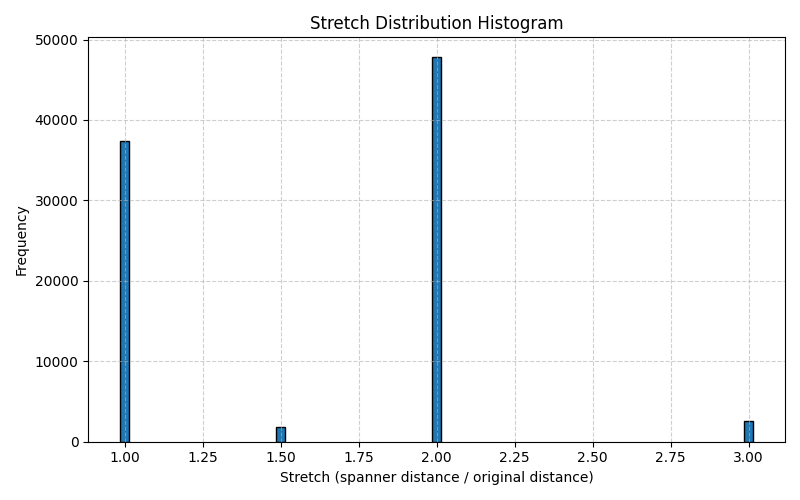 Stretch Distribution Histogram
Frequency
50000
40000
30000
20000
10000
0
1.00 1.25 1.50 1.75 2.00 2.25 2.50 2.75 3.00
Stretch (spanner distance / original distance)